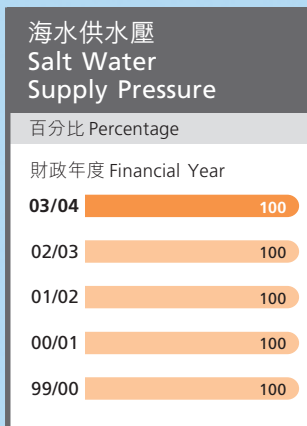 海水供水壓
Salt Water
Supply Pressure
百分比 Percentage
財政年度 Financial Year
03/04 100
02/03 100
01/02 100
00/01 100
99/00 100